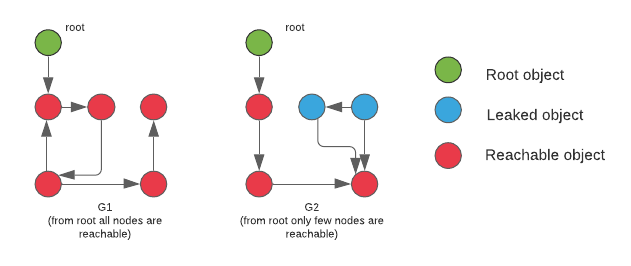 root
root
Root object
Leaked object
Reachable object
G1
(from root all nodes are
reachable)
G2
(from root only few nodes are
reachable)